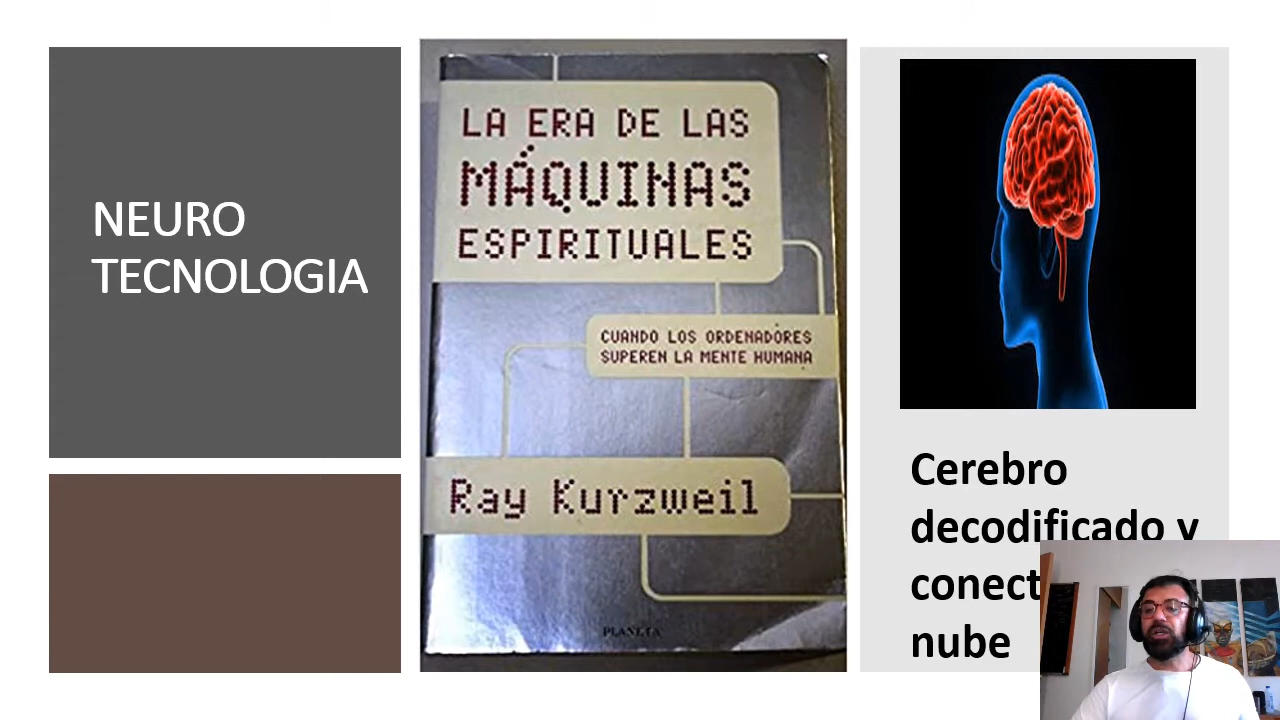 NEURO
TECNOLOGIA
LA ERA DE LAS
MÁQUINAS
ESPIRITUALES
CUANDO LOS ORDENADORES
SUPEREN LA MENTE HUMANA
Ray Kurzweil
PLANETA
Cerebro
decodificado y
nube